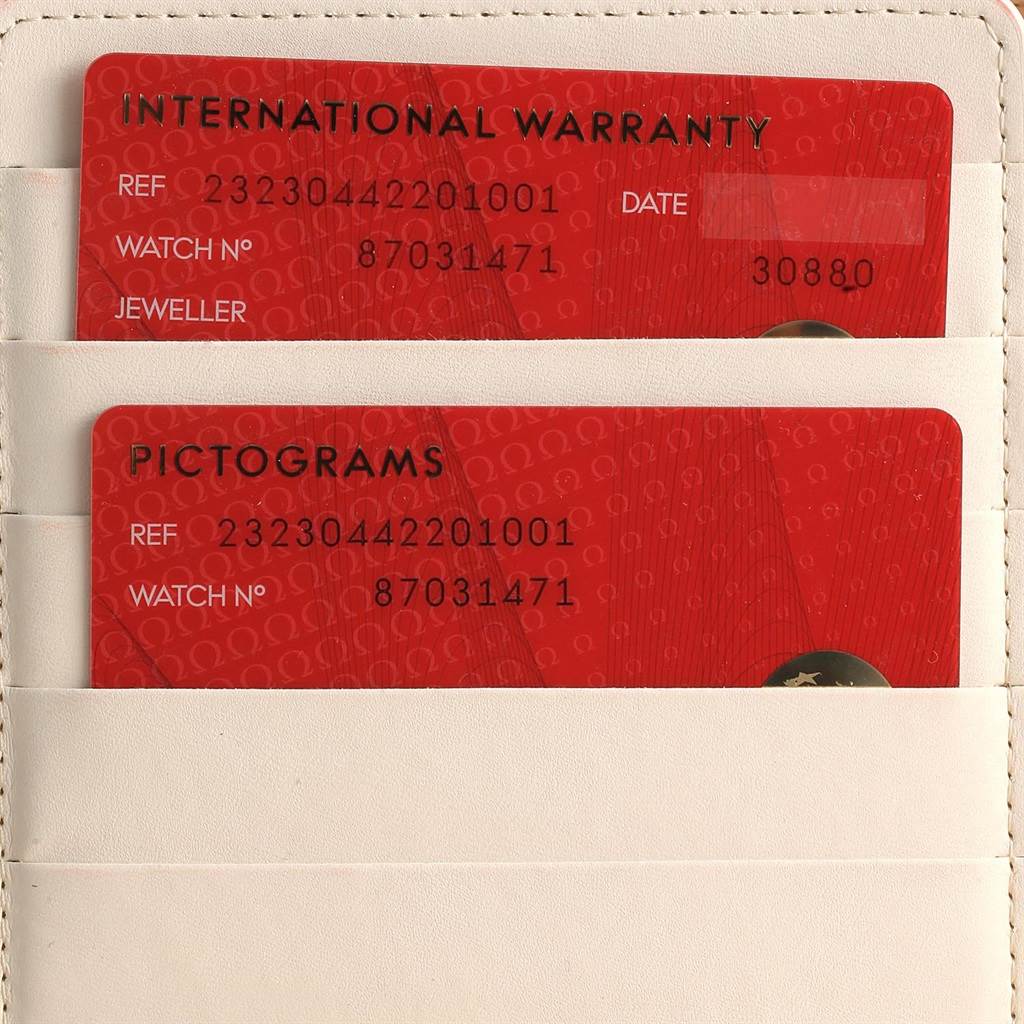 INTERNATIONAL WARRANTY
REF 23230442201001 DATE
WATCH Nº 87031471 30880
JEWELLER
PICTOGRAMS
REF 23230442201001
WATCH Nº 87031471